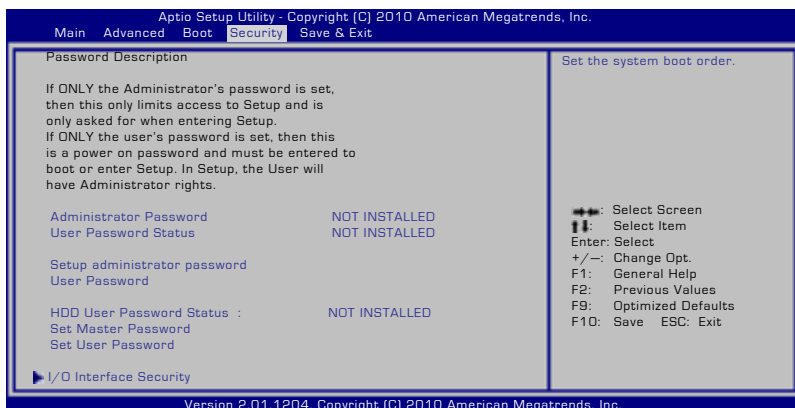 Aptio Setup Utility - Copyright (C) 2010 American Megatrends, Inc.
Main Advanced Boot Security Save & Exit
Password Description
If ONLY the Administrator's password is set,
then this only limits access to Setup and is
only asked for when entering Setup.
If ONLY the user's password is set, then this
is a power on password and must be entered to
boot or enter Setup. In Setup, the User will
have Administrator rights.
Administrator Password NOT INSTALLED
User Password Status NOT INSTALLED
Setup administrator password
User Password
HDD User Password Status : NOT INSTALLED
Set Master Password
Set User Password
I/O Interface Security
Set the system boot order.
: Select Screen
: Select Item
Enter: Select
+/—: Change Opt.
F1: General Help
F2: Previous Values
F9: Optimized Defaults
F10: Save ESC: Exit
Version 2.01.1204. Copyright (C) 2010 American Megatrends, Inc.